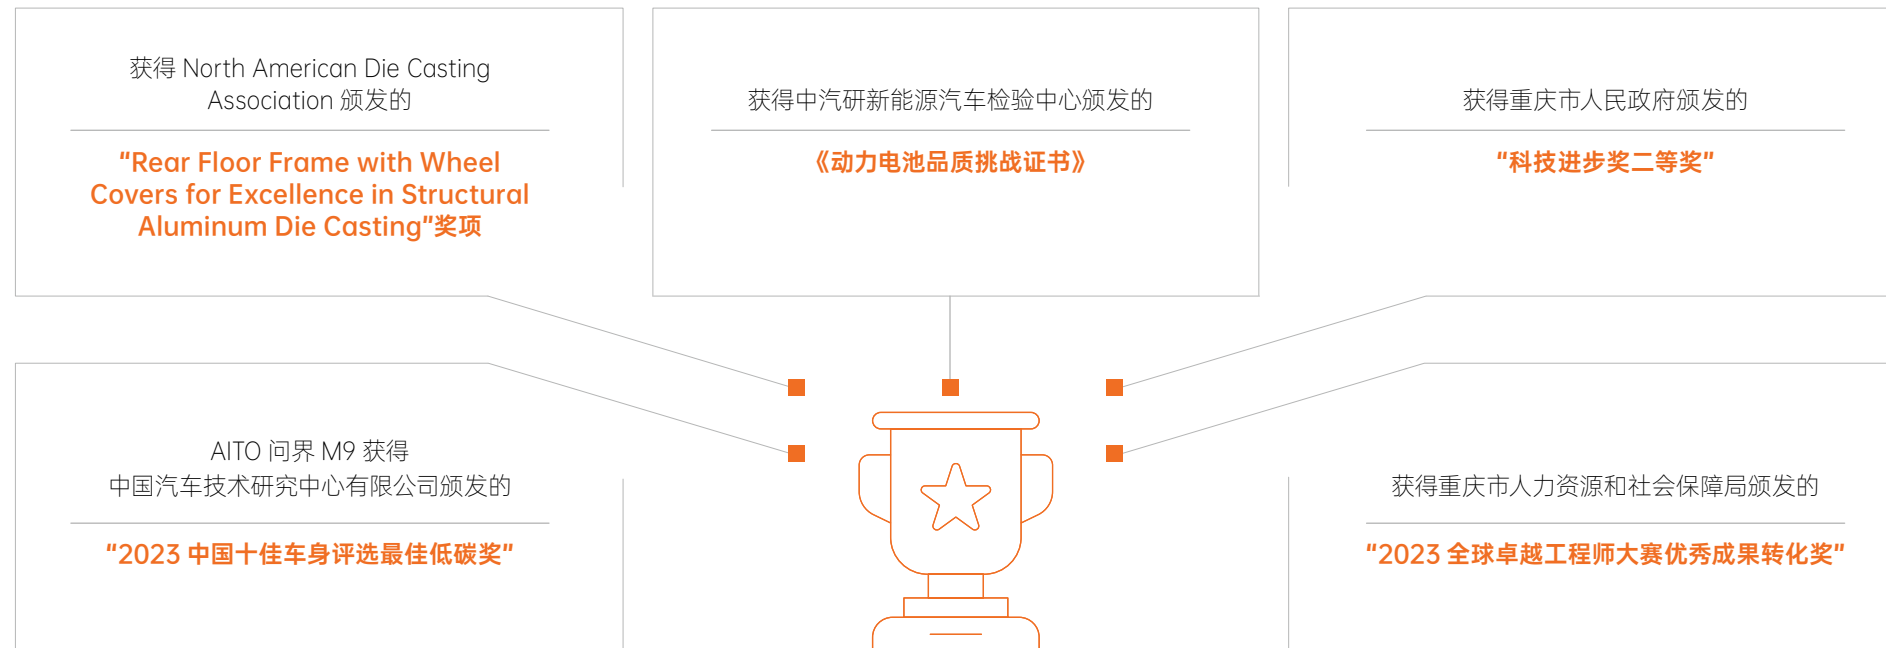 获得 North American Die Casting
Association 颁发的
“Rear Floor Frame with Wheel
Covers for Excellence in Structural
Aluminum Die Casting”奖项
获得中汽研新能源汽车检验中心颁发的
《动力电池品质挑战证书》
获得重庆市人民政府颁发的
“科技进步奖二等奖”
AITO 问界 M9 获得
中国汽车技术研究中心有限公司颁发的
“2023 中国十佳车身评选最佳低碳奖”
获得重庆市人力资源和社会保障局颁发的
“2023 全球卓越工程师大赛优秀成果转化奖”